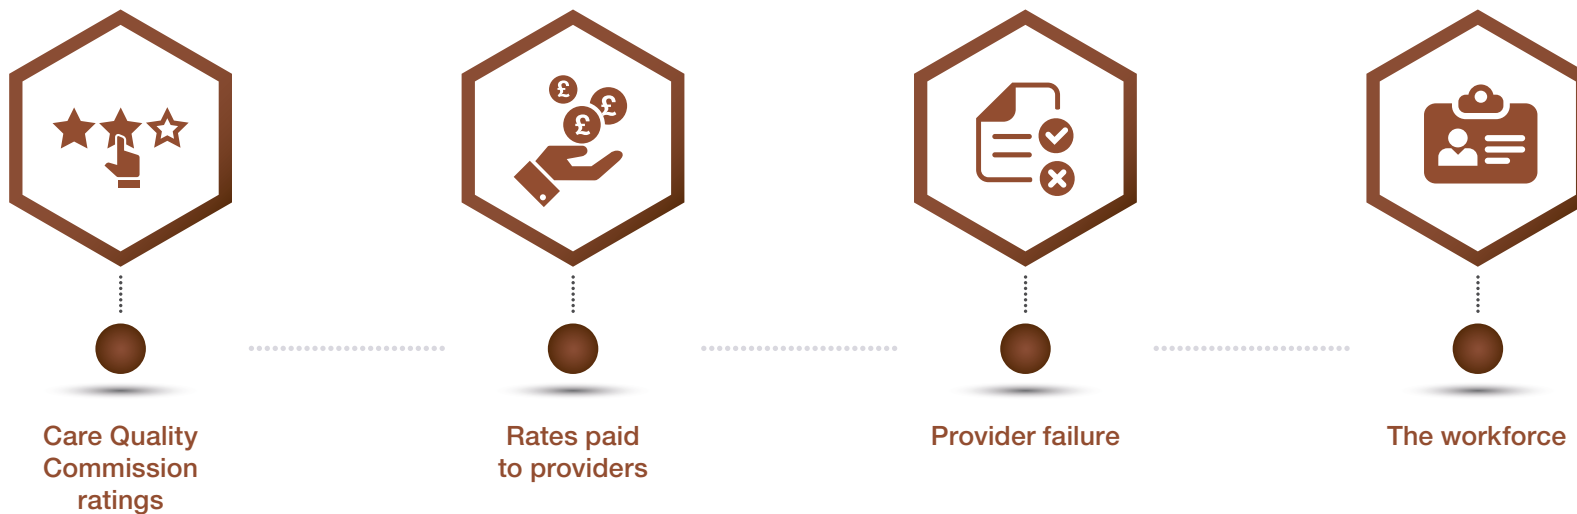 £
£
£
Care Quality
Commission
ratings
Rates paid
to providers
Provider failure
The workforce